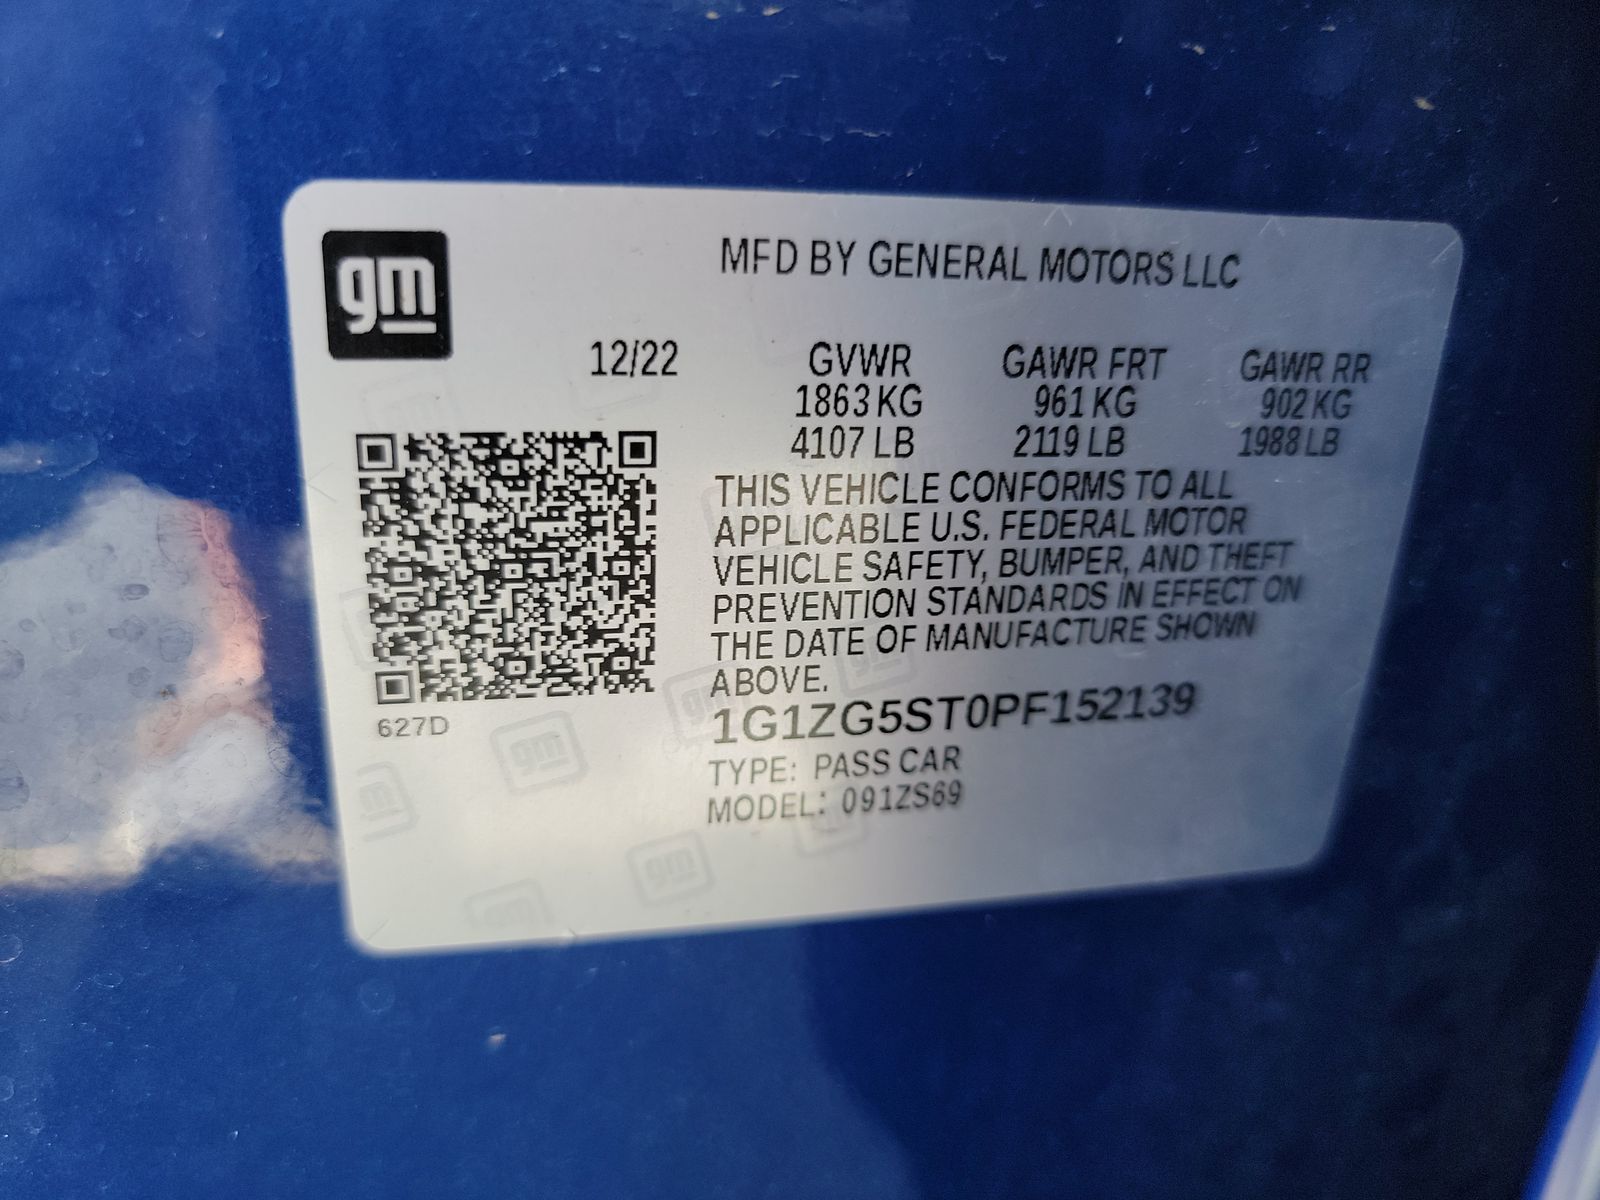 gm
MFD BY GENERAL MOTORS LLC
12/22 GVWR GAWR FRT GAWR RR
1863 KG 961 KG 902 KG
4107 LB 2119 LB 1988 LB
THIS VEHICLE CONFORMS TO ALL
APPLICABLE U.S. FEDERAL MOTOR
VEHICLE SAFETY, BUMPER, AND THEFT
PREVENTION STANDARDS IN EFFECT ON
THE DATE OF MANUFACTURE SHOWN
ABOVE.
627D
1G1ZG5ST0PF152139
TYPE: PASS CAR
MODEL: 091ZS69